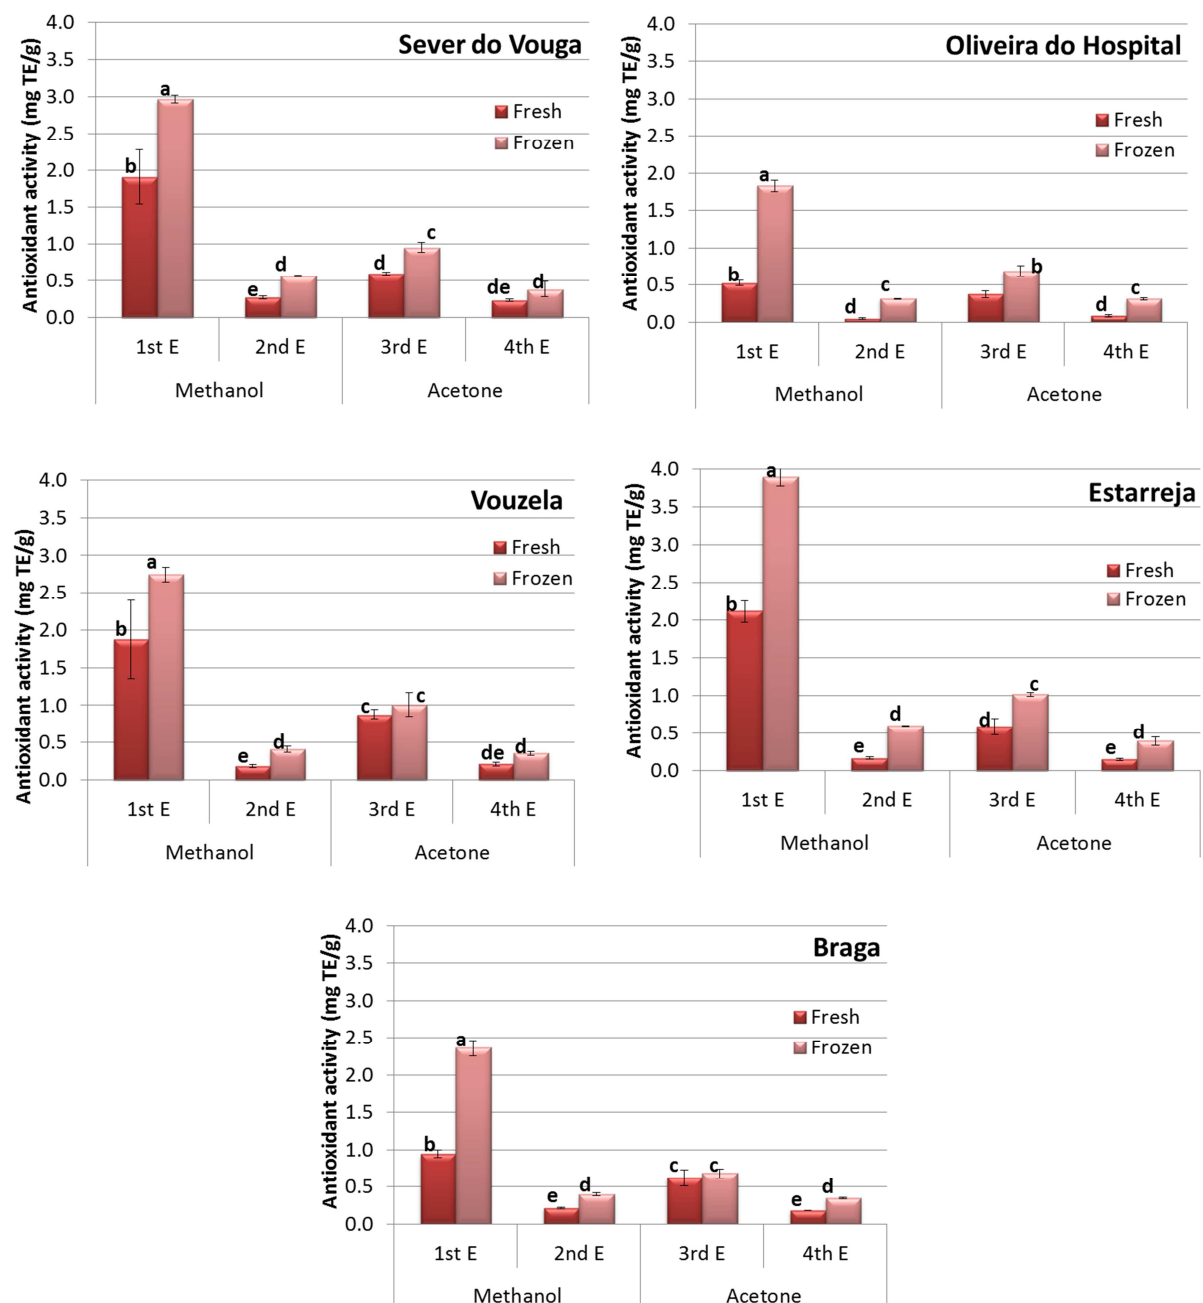 Sever do Vouga
Antioxidant activity (mg TE/g)
4.0
3.5
3.0
2.5
2.0
1.5
1.0
0.5
0.0
Fresh
Frozen
b a
e d
d c
de d
1st E 2nd E 3rd E 4th E
Methanol Acetone
Oliveira do Hospital
Antioxidant activity (mg TE/g)
4.0
3.5
3.0
2.5
2.0
1.5
1.0
0.5
0.0
Fresh
Frozen
b a
d c
b
d c
1st E 2nd E 3rd E 4th E
Methanol Acetone
Vouzela
Antioxidant activity (mg TE/g)
4.0
3.5
3.0
2.5
2.0
1.5
1.0
0.5
0.0
Fresh
Frozen
b a
e d
c c
de d
1st E 2nd E 3rd E 4th E
Methanol Acetone
Estarreja
Antioxidant activity (mg TE/g)
4.0
3.5
3.0
2.5
2.0
1.5
1.0
0.5
0.0
Fresh
Frozen
b a
e d
d c
e d
1st E 2nd E 3rd E 4th E
Methanol Acetone
Braga
Antioxidant activity (mg TE/g)
4.0
3.5
3.0
2.5
2.0
1.5
1.0
0.5
0.0
Fresh
Frozen
b a
e d
c c
e d
1st E 2nd E 3rd E 4th E
Methanol Acetone